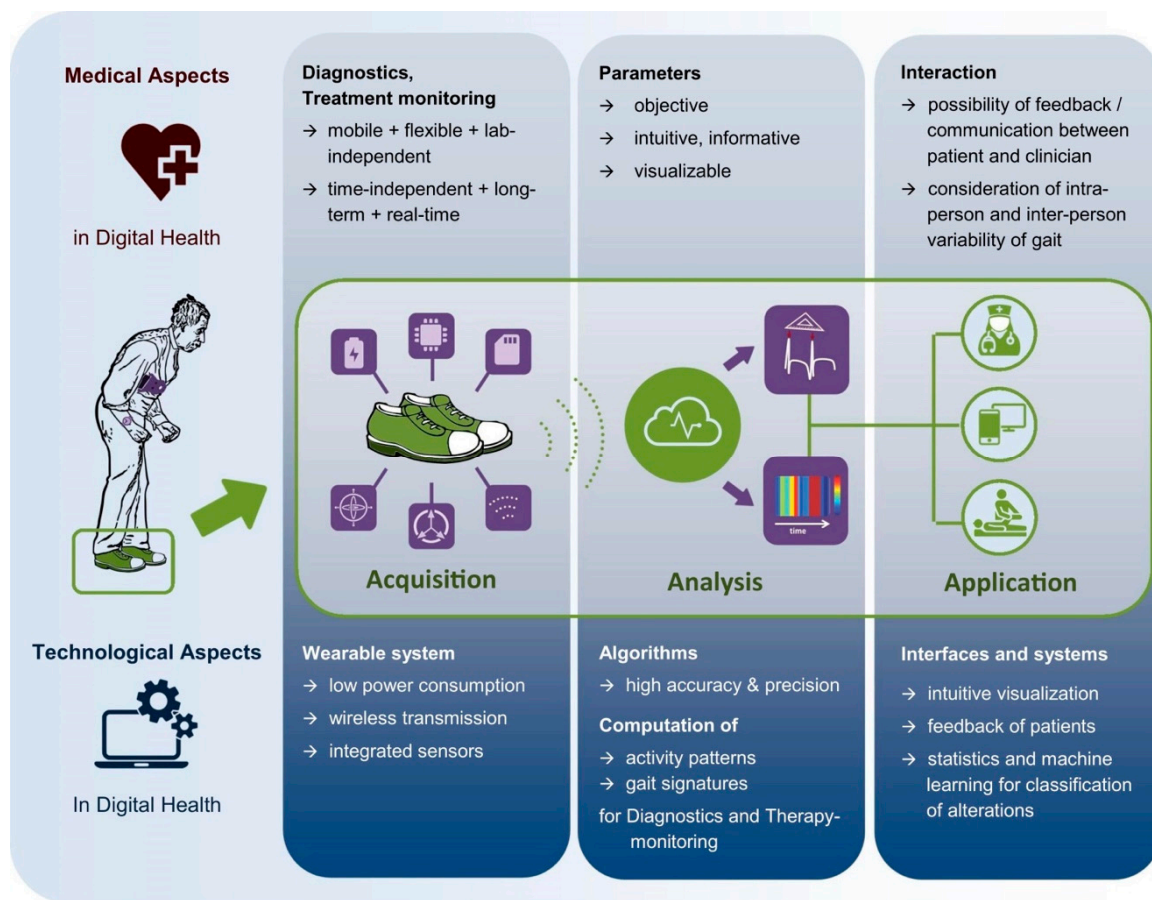 Medical Aspects
in Digital Health
Diagnostics,
Treatment monitoring
→ mobile + flexible + lab-
independent
→ time-independent + long-
term + real-time
Parameters
→ objective
→ intuitive, informative
→ visualizable
Interaction
→ possibility of feedback /
communication between
patient and clinician
→ consideration of intra-
person and inter-person
variability of gait
time
Acquisition
Analysis
Application
Technological Aspects
In Digital Health
Wearable system
→ low power consumption
→ wireless transmission
→ integrated sensors
Algorithms
→ high accuracy & precision
Computation of
→ activity patterns
→ gait signatures
for Diagnostics and Therapy-
monitoring
Interfaces and systems
→ intuitive visualization
→ feedback of patients
→ statistics and machine
learning for classification
of alterations